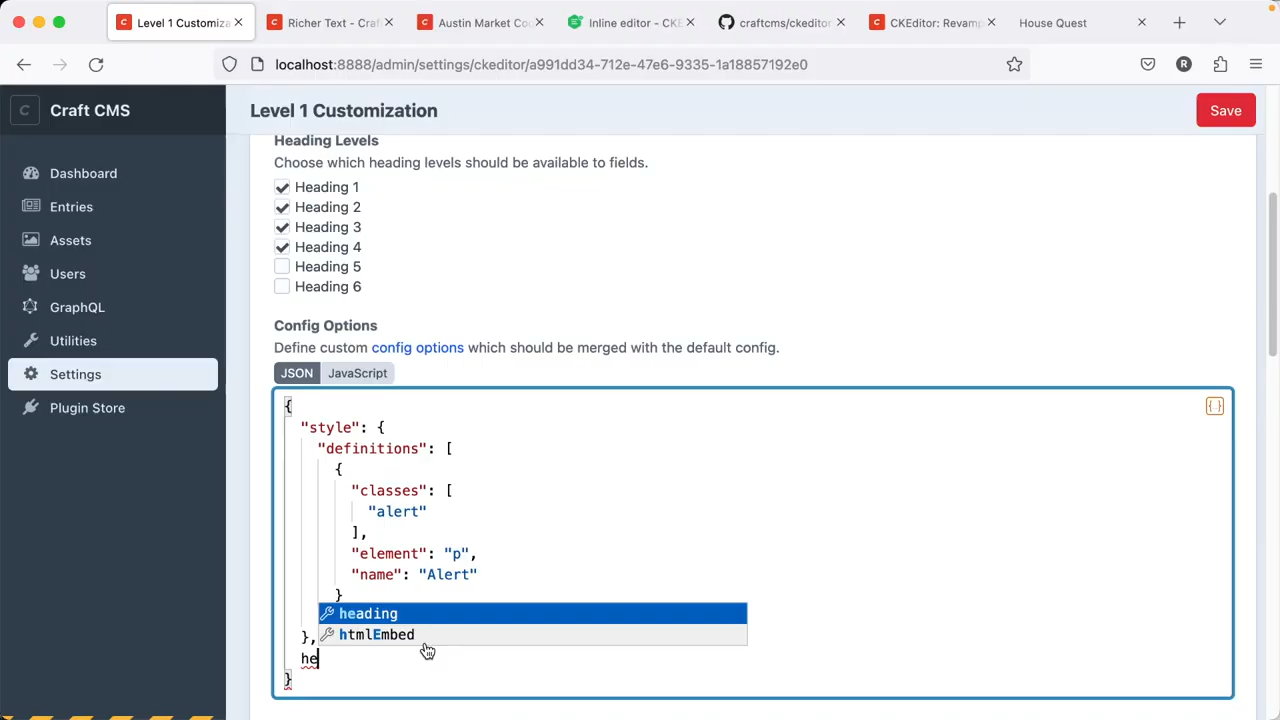 Level 1 Customiza
Richer Text - Craf
Austin Market Co
Inline editor - CKE
craftcms/ckeditor
CKEditor: Revamp
House Quest
localhost:8888/admin/settings/ckeditor/a991dd34-712e-47e6-9335-1a18857192e0
R
C Craft CMS
Level 1 Customization
Save
Dashboard
Entries
Assets
Users
GraphQL
Utilities
Settings
Plugin Store
Heading Levels
Choose which heading levels should be available to fields.
Heading 1
Heading 2
Heading 3
Heading 4
Heading 5
Heading 6
Config Options
Define custom config options which should be merged with the default config.
JSON JavaScript
{
"style": {
"definitions": [
{
"classes": [
"alert"
],
"element": "p",
"name": "Alert"
}
heading
htmlEmbed
},
he
}